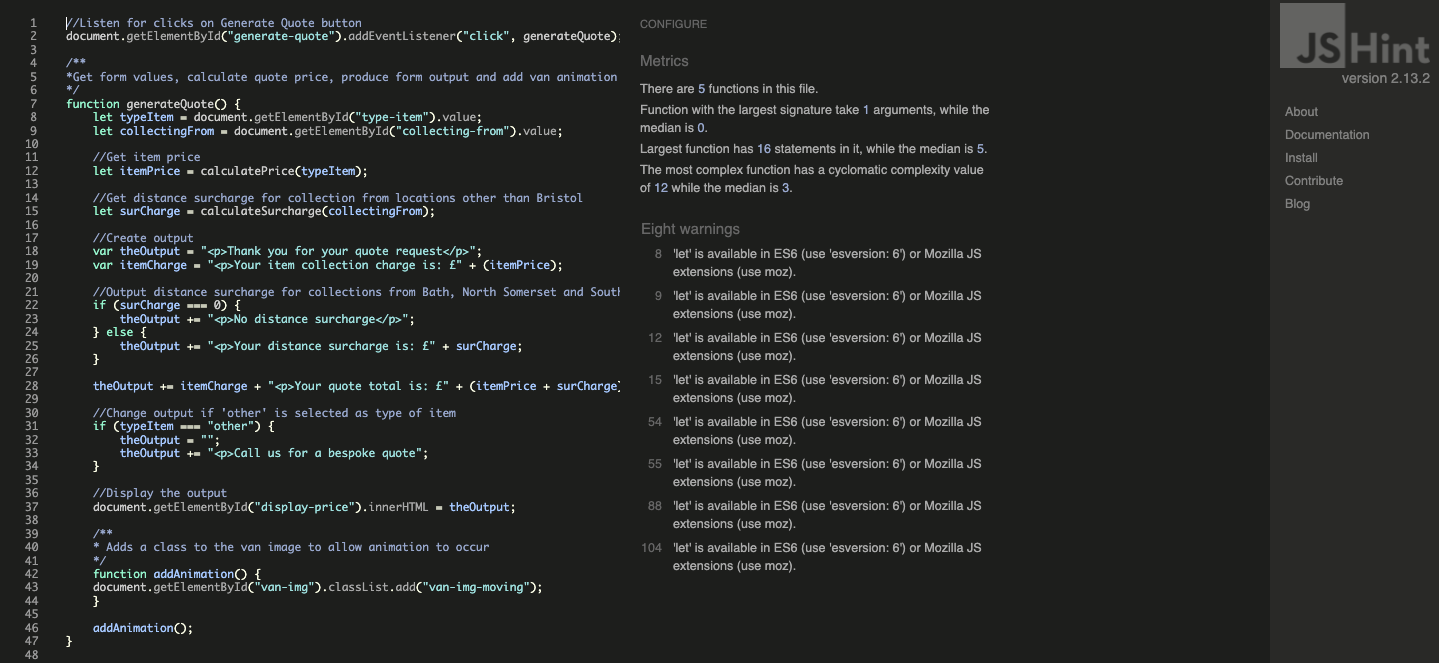 1 //Listen for clicks on Generate Quote button
2 document.getElementById("generate-quote").addEventListener("click", generateQuote);
3
4 /**
5 *Get form values, calculate quote price, produce form output and add van animation
6 */
7 function generateQuote() {
8 let typeItem = document.getElementById("type-item").value;
9 let collectingFrom = document.getElementById("collecting-from").value;
10
11 //Get item price
12 let itemPrice = calculatePrice(typeItem);
13
14 //Get distance surcharge for collection from locations other than Bristol
15 let surCharge = calculateSurcharge(collectingFrom);
16
17 //Create output
18 var theOutput = "<p>Thank you for your quote request</p>";
19 var itemCharge = "<p>Your item collection charge is: £" + (itemPrice);
20
21 //Output distance surcharge for collections from Bath, North Somerset and South
22 if (surCharge === 0) {
23 theOutput += "<p>No distance surcharge</p>";
24 } else {
25 theOutput += "<p>Your distance surcharge is: £" + surCharge;
26 }
27
28 theOutput += itemCharge + "<p>Your quote total is: £" + (itemPrice + surCharge)
29
30 //Change output if 'other' is selected as type of item
31 if (typeItem === "other") {
32 theOutput = "";
33 theOutput += "<p>Call us for a bespoke quote";
34 }
35
36 //Display the output
37 document.getElementById("display-price").innerHTML = theOutput;
38
39 /**
40 * Adds a class to the van image to allow animation to occur
41 */
42 function addAnimation() {
43 document.getElementById("van-img").classList.add("van-img-moving");
44 }
45
46 addAnimation();
47 }
48
CONFIGURE
Metrics
There are 5 functions in this file.
Function with the largest signature take 1 arguments, while the
median is 0.
Largest function has 16 statements in it, while the median is 5.
The most complex function has a cyclomatic complexity value
of 12 while the median is 3.
Eight warnings
8 'let' is available in ES6 (use 'esversion: 6') or Mozilla JS
extensions (use moz).
9 'let' is available in ES6 (use 'esversion: 6') or Mozilla JS
extensions (use moz).
12 'let' is available in ES6 (use 'esversion: 6') or Mozilla JS
extensions (use moz).
15 'let' is available in ES6 (use 'esversion: 6') or Mozilla JS
extensions (use moz).
54 'let' is available in ES6 (use 'esversion: 6') or Mozilla JS
extensions (use moz).
55 'let' is available in ES6 (use 'esversion: 6') or Mozilla JS
extensions (use moz).
88 'let' is available in ES6 (use 'esversion: 6') or Mozilla JS
extensions (use moz).
104 'let' is available in ES6 (use 'esversion: 6') or Mozilla JS
extensions (use moz).
JSHint
version 2.13.2
About
Documentation
Install
Contribute
Blog